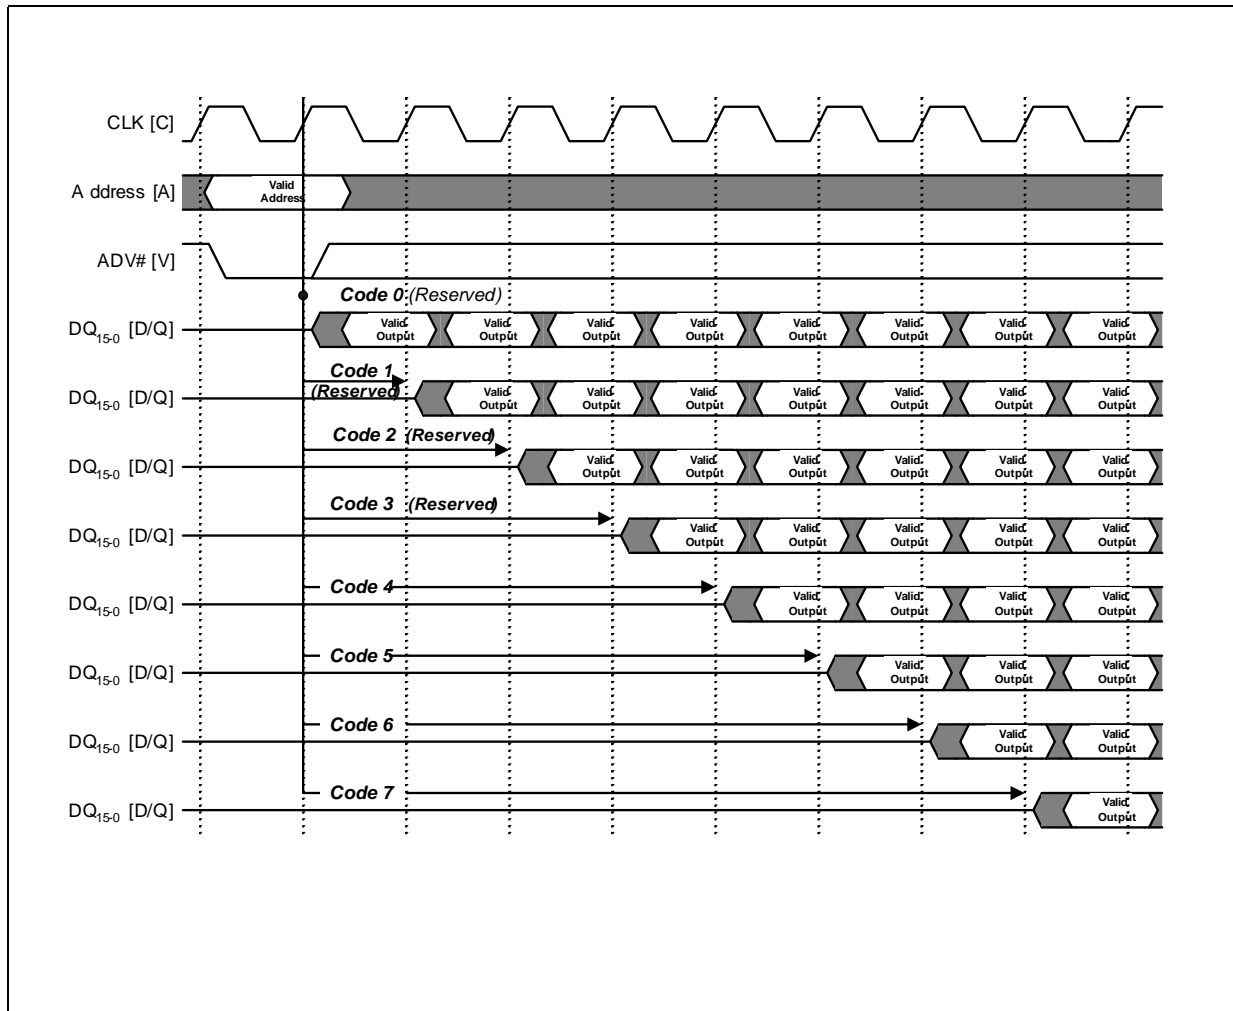 CLK [C]
A ddress [A]
Valid
Address
ADV# [V]
Code 0 (Reserved)
DQ15-0 [D/Q]
Valid Valid Valid Valid Valid Valid Valid Valid
Output Output Output Output Output Output Output Output
Code 1
(Reserved)
DQ15-0 [D/Q]
Valid Valid Valid Valid Valid Valid Valid
Output Output Output Output Output Output Output
Code 2 (Reserved)
DQ15-0 [D/Q]
Valid Valid Valid Valid Valid Valid
Output Output Output Output Output Output
Code 3 (Reserved)
DQ15-0 [D/Q]
Valid Valid Valid Valid Valid
Output Output Output Output Output
Code 4
DQ15-0 [D/Q]
Valid Valid Valid Valid
Output Output Output Output
Code 5
DQ15-0 [D/Q]
Valid Valid Valid
Output Output Output
Code 6
DQ15-0 [D/Q]
Valid Valid
Output Output
Code 7
DQ15-0 [D/Q]
Valid
Output